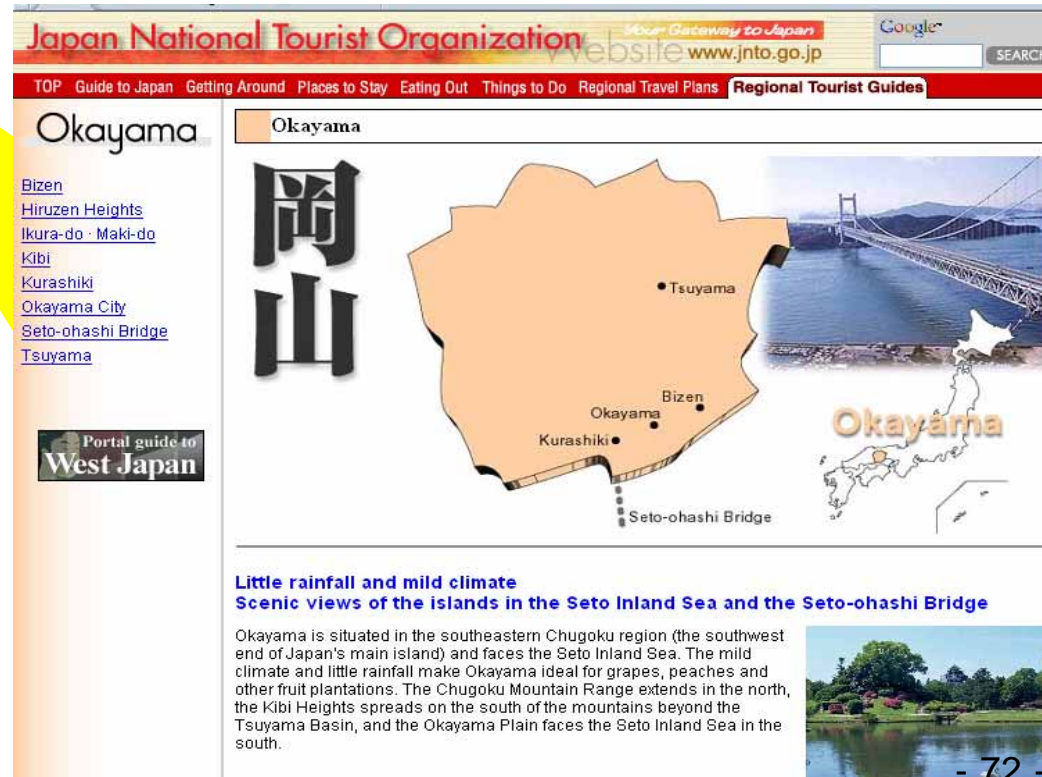 Japan National Tourist Organization
Your Gateway to Japan
website www.jnto.go.jp
Google
SEARCH
TOP Guide to Japan Getting Around Places to Stay Eating Out Things to Do Regional Travel Plans Regional Tourist Guides
Okayama
Bizen
Hiruzen Heights
Ikura-do · Maki-do
Kibi
Kurashiki
Okayama City
Seto-ohashi Bridge
Tsuyama
Portal guide to
West Japan
Okayama
岡山
Tsuyama
Bizen
Okayama
Kurashiki
Seto-ohashi Bridge
Okayama
Little rainfall and mild climate
Scenic views of the islands in the Seto Inland Sea and the Seto-ohashi Bridge
Okayama is situated in the southeastern Chugoku region (the southwest
end of Japan's main island) and faces the Seto Inland Sea. The mild
climate and little rainfall make Okayama ideal for grapes, peaches and
other fruit plantations. The Chugoku Mountain Range extends in the north,
the Kibi Heights spreads on the south of the mountains beyond the
Tsuyama Basin, and the Okayama Plain faces the Seto Inland Sea in the
south.
- 72 -